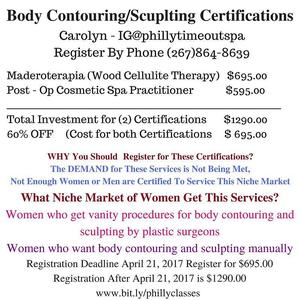 Body Contouring/Scuplting Certifications
Carolyn - IG@phillytimeoutspa
Register By Phone (267)864-8639
Maderoterapia (Wood Cellulite Therapy) $695.00
Post - Op Cosmetic Spa Practitioner $595.00
Total Investment for (2) Certifications $1290.00
60% OFF (Cost for both Certifications $ 695.00
WHY You Should Register for These Certifications?
The DEMAND for These Services is Not Being Met,
Not Enough Women or Men are Certified To Service This Niche Market
What Niche Market of Women Get This Services?
Women who get vanity procedures for body contouring and
sculpting by plastic surgeons
Women who want body contouring and sculpting manually
Registration Deadline April 21, 2017 Register for $695.00
Registration After April 21, 2017 is $1290.00
www.bit.ly/phillyclasses